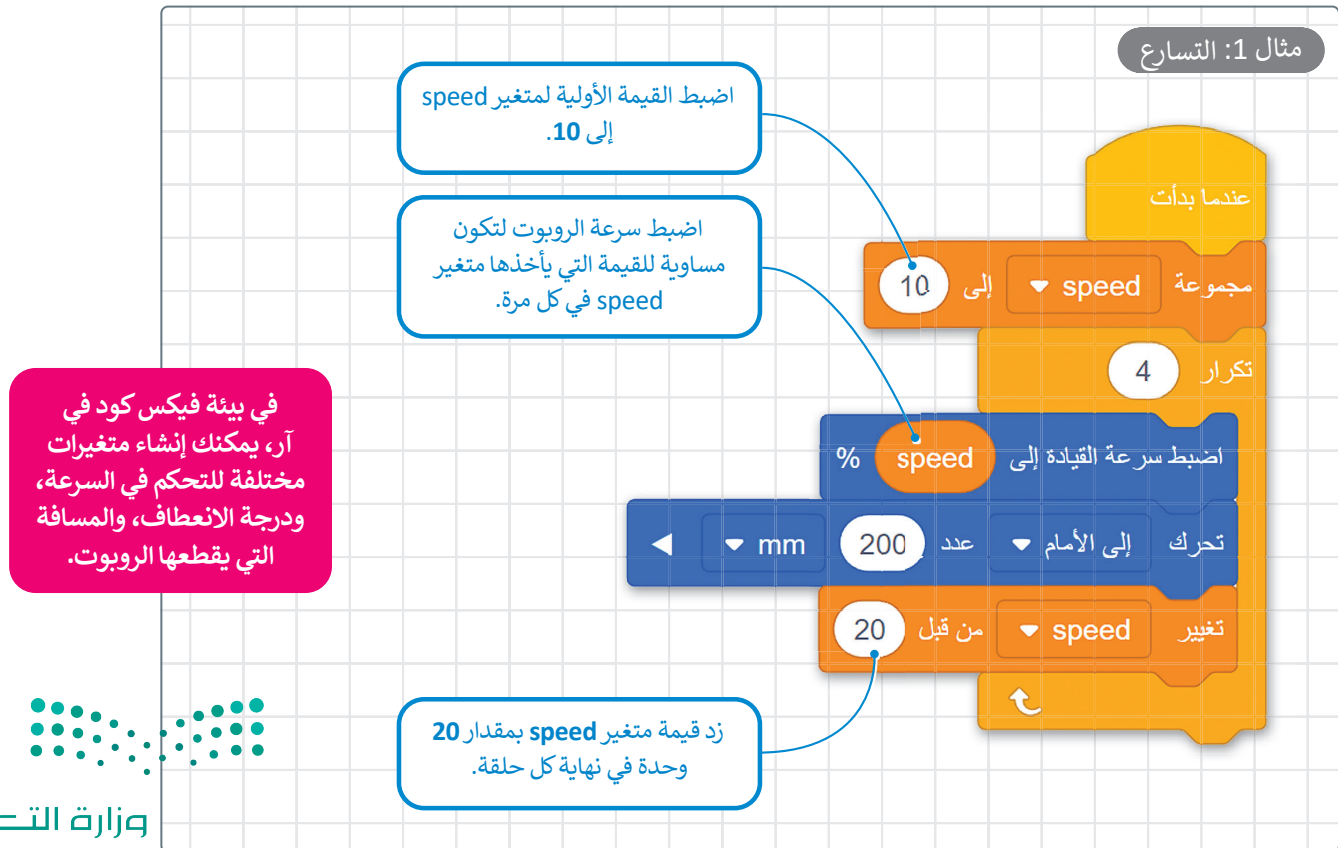 مثال 1: التسارع
اضبط القيمة الأولية لمتغير speed
إلى 10.
عندما بدأت
اضبط سرعة الروبوت لتكون
مساوية للقيمة التي يأخذها متغير
speed في كل مرة.
مجموعة speed إلى 10
تكرار 4
اضبط سرعة القيادة إلى speed %
تحرك إلى الأمام عدد 200 mm
تغيير speed من قبل 20
زد قيمة متغير speed بمقدار 20
وحدة في نهاية كل حلقة.
في بيئة فيكس كود في
آر، يمكنك إنشاء متغيرات
مختلفة للتحكم في السرعة،
ودرجة الانعطاف، والمسافة
التي يقطعها الروبوت.
وزارة التـ